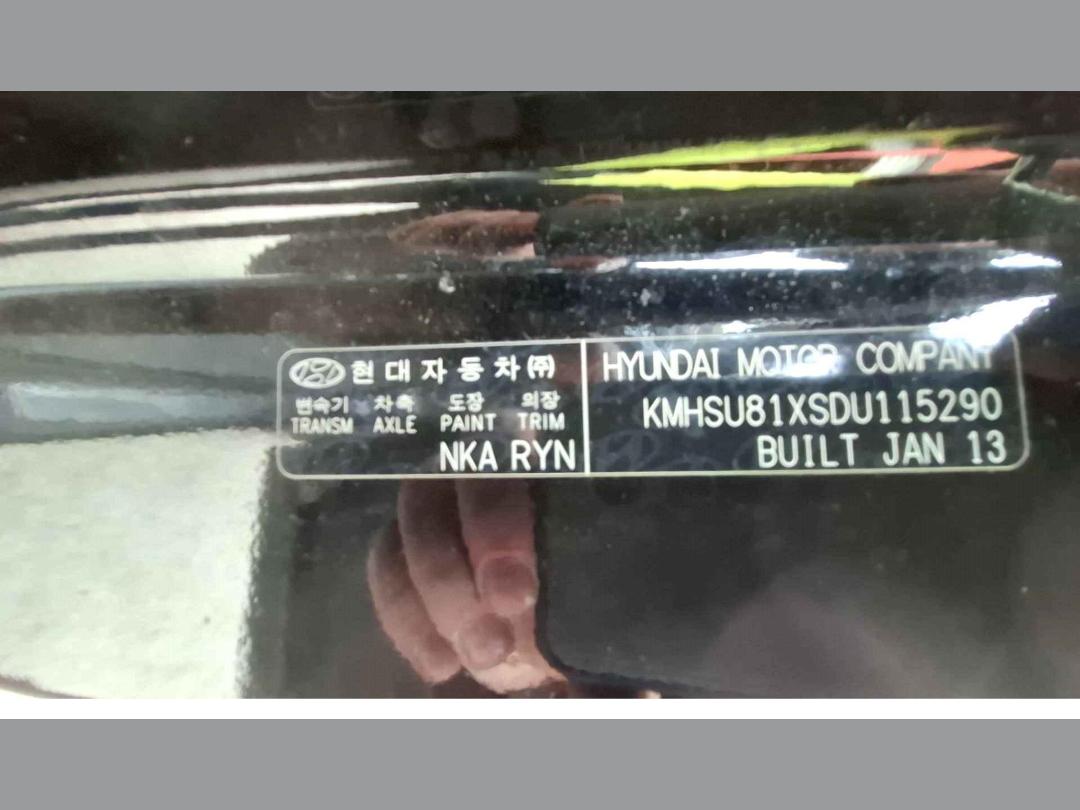 현대자동차㈜
변속기 차축 도장 의장
TRANSM AXLE PAINT TRIM
NKA RYN
HYUNDAI MOTOR COMPANY
KMHSU81XSDU115290
BUILT JAN 13